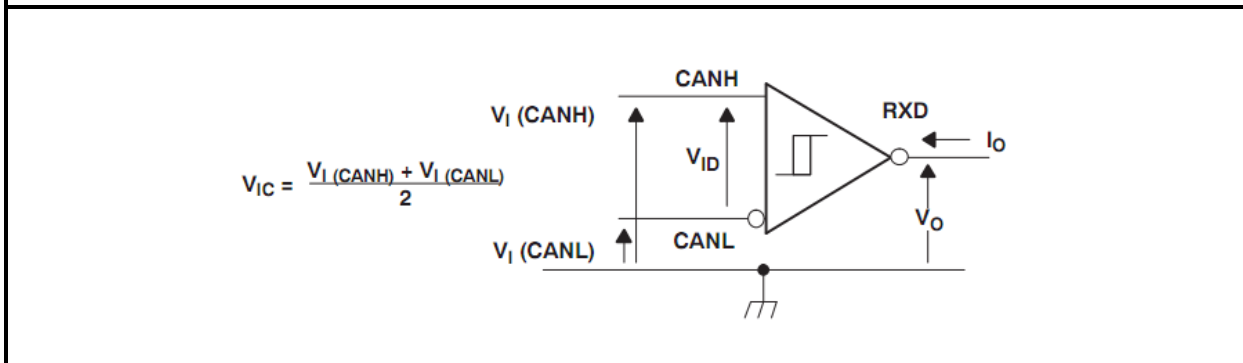 CANH
RXD
V_I (CANH)
I_O
V_ID
V_IC = V_I (CANH) + V_I (CANL)
2
V_O
CANL
V_I (CANL)